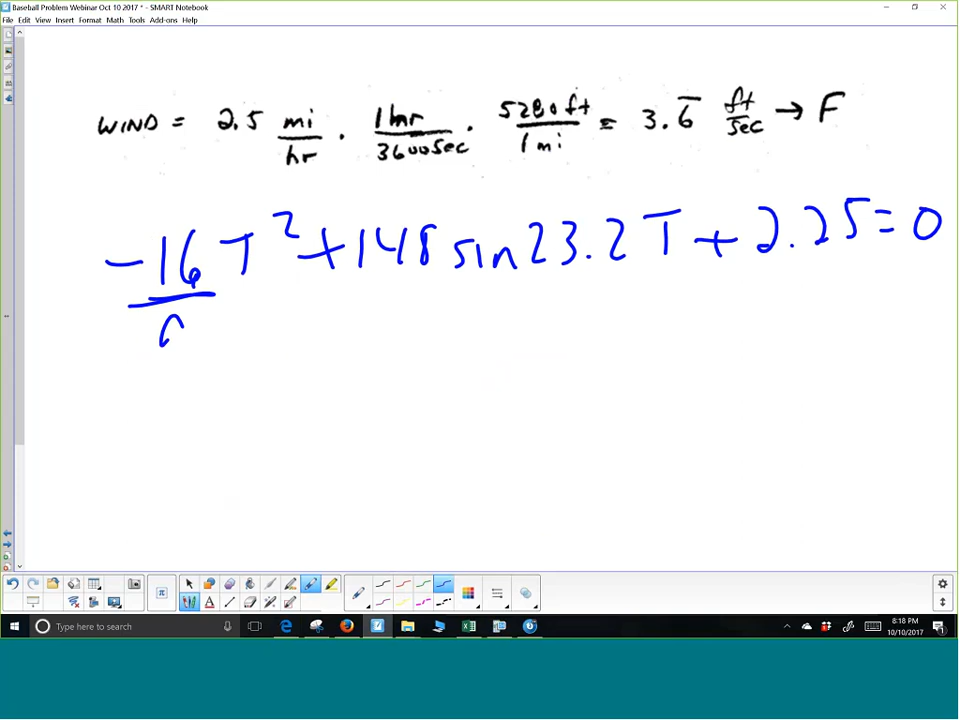 Baseball Problem Webinar Oct 10 2017 * - SMART Notebook
File Edit View Insert Format Math Tools Add-ons Help
WIND = 2.5 mi/hr · 1hr/3600sec · 5280ft/1mi = 3.6̅ ft/sec → F
-16T² + 148 sin 23.2T + 2.25 = 0
Type here to search
8:18 PM
10/10/2017